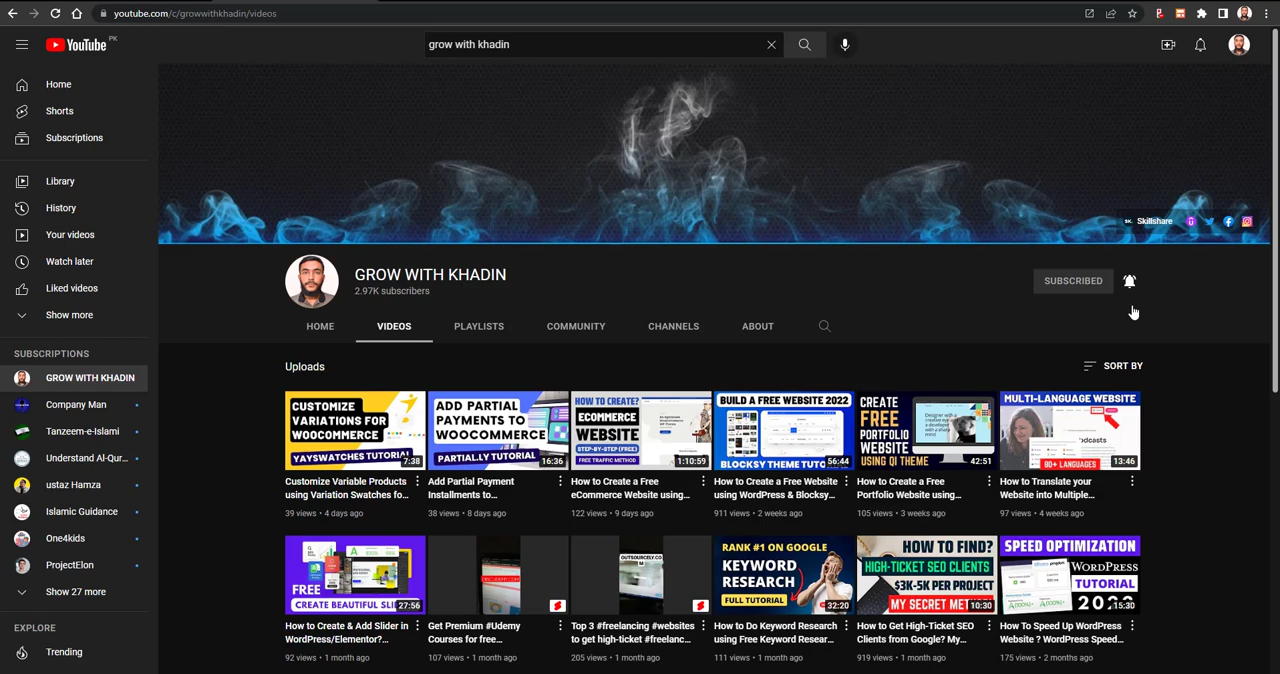 youtube.com/c/growwithkhadin/videos
YouTube PK
grow with khadin
Home
Shorts
Subscriptions
Library
History
Your videos
Watch later
Liked videos
Show more
SUBSCRIPTIONS
GROW WITH KHADIN
Company Man
Tanzeem-e-Islami
Understand Al-Qur...
ustaz Hamza
Islamic Guidance
One4kids
ProjectElon
Show 27 more
EXPLORE
Trending
SK. Skillshare
GROW WITH KHADIN
2.97K subscribers
SUBSCRIBED
HOME VIDEOS PLAYLISTS COMMUNITY CHANNELS ABOUT
Uploads
SORT BY
CUSTOMIZE
VARIATIONS FOR
WOOCOMMERCE
YAYSWATCHES TUTORIAL
7:38
Customize Variable Products
using Variation Swatches fo...
39 views • 4 days ago
ADD PARTIAL
PAYMENTS TO
WOOCOMMERCE
PARTIALLY TUTORIAL
16:36
Add Partial Payment
Installments to...
38 views • 8 days ago
HOW TO CREATE?
ECOMMERCE
WEBSITE
STEP-BY-STEP (FREE)
FREE TRAFFIC METHOD
1:10:59
How to Create a Free
eCommerce Website using...
122 views • 9 days ago
BUILD A FREE WEBSITE 2022
BLOCKSY THEME TUTO
56:44
How to Create a Free Website
using WordPress & Blocksy...
911 views • 2 weeks ago
CREATE
FREE
PORTFOLIO
WEBSITE
USING QI THEME
42:51
How to Create a Free
Portfolio Website using...
105 views • 3 weeks ago
MULTI-LANGUAGE WEBSITE
odcasts
80+ LANGUAGES
13:46
How to Translate your
Website into Multiple...
97 views • 4 weeks ago
FREE
CREATE BEAUTIFUL SLI
27:56
How to Create & Add Slider in
WordPress/Elementor?...
92 views • 1 month ago
Get Premium #Udemy
Courses for free...
107 views • 1 month ago
OUTSOURCELY.CO
M
Top 3 #freelancing #websites
to get high-ticket #freelanc...
205 views • 1 month ago
RANK #1 ON GOOGLE
KEYWORD
RESEARCH
FULL TUTORIAL
32:20
How to Do Keyword Research
using Free Keyword Resear...
111 views • 1 month ago
HOW TO FIND?
HIGH-TICKET SEO CLIENTS
$3K-5K PER PROJECT
MY SECRET MET
10:30
How to Get High-Ticket SEO
Clients from Google? My...
919 views • 1 month ago
SPEED OPTIMIZATION
WORDPRESS
TUTORIAL
15:30
How To Speed Up WordPress
Website ? WordPress Speed...
175 views • 2 months ago